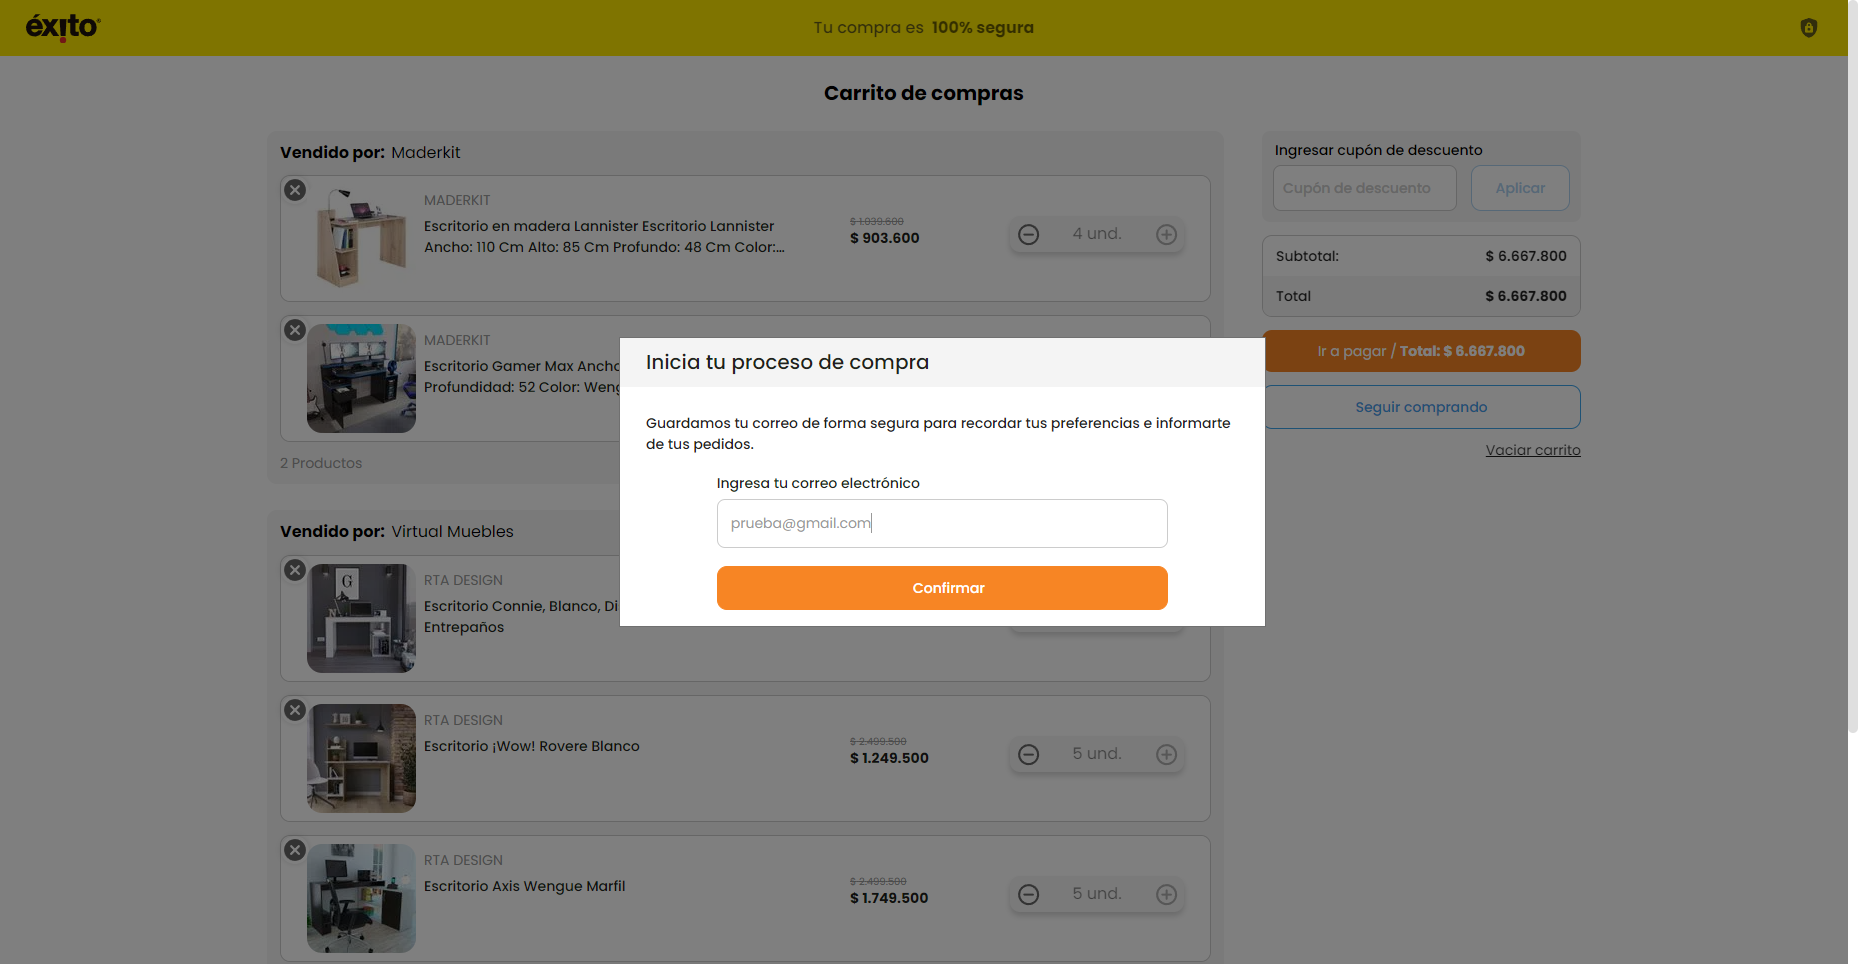 éxito
Tu compra es 100% segura
Carrito de compras
Vendido por: Maderkit
MADERKIT
Escritorio en madera Lannister Escritorio Lannister
Ancho: 110 Cm Alto: 85 Cm Profundo: 48 Cm Color:...
$ 1.039.600
$ 903.600
4 und.
MADERKIT
Escritorio Gamer Max Ancho
Profundidad: 52 Color: Weng
2 Productos
Vendido por: Virtual Muebles
RTA DESIGN
Escritorio Connie, Blanco, Di
Entrepaños
G
RTA DESIGN
Escritorio ¡Wow! Rovere Blanco
$ 2.499.500
$ 1.249.500
5 und.
RTA DESIGN
Escritorio Axis Wengue Marfil
$ 2.499.500
$ 1.749.500
5 und.
Ingresar cupón de descuento
Cupón de descuento
Aplicar
Subtotal: $ 6.667.800
Total $ 6.667.800
Ir a pagar / Total: $ 6.667.800
Seguir comprando
Vaciar carrito
Inicia tu proceso de compra
Guardamos tu correo de forma segura para recordar tus preferencias e informarte
de tus pedidos.
Ingresa tu correo electrónico
prueba@gmail.com
Confirmar